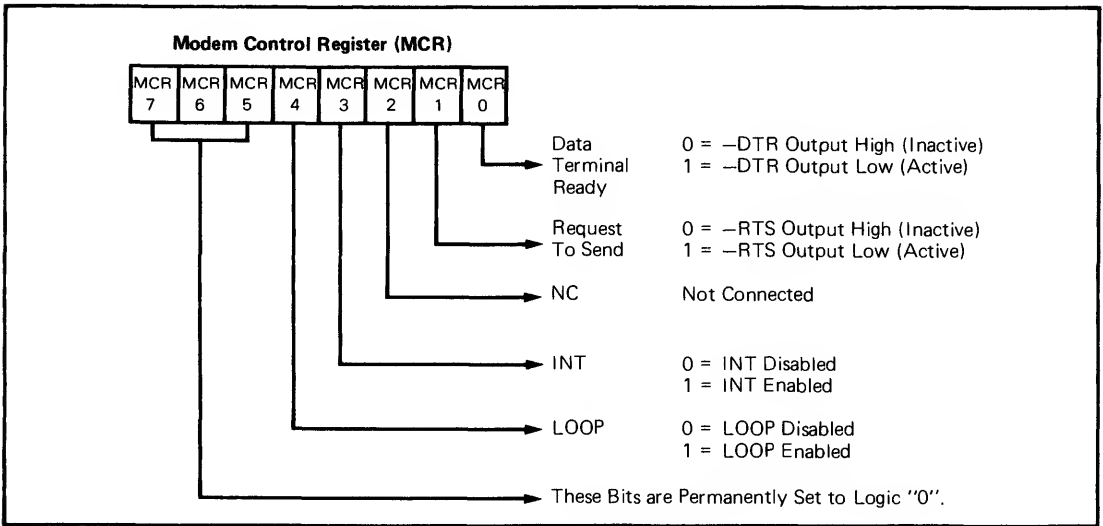 Modem Control Register (MCR)
MCR MCR MCR MCR MCR MCR MCR MCR
7 6 5 4 3 2 1 0
Data 0 = —DTR Output High (Inactive)
Terminal 1 = —DTR Output Low (Active)
Ready
Request 0 = —RTS Output High (Inactive)
To Send 1 = —RTS Output Low (Active)
NC Not Connected
INT 0 = INT Disabled
1 = INT Enabled
LOOP 0 = LOOP Disabled
1 = LOOP Enabled
These Bits are Permanently Set to Logic "0".